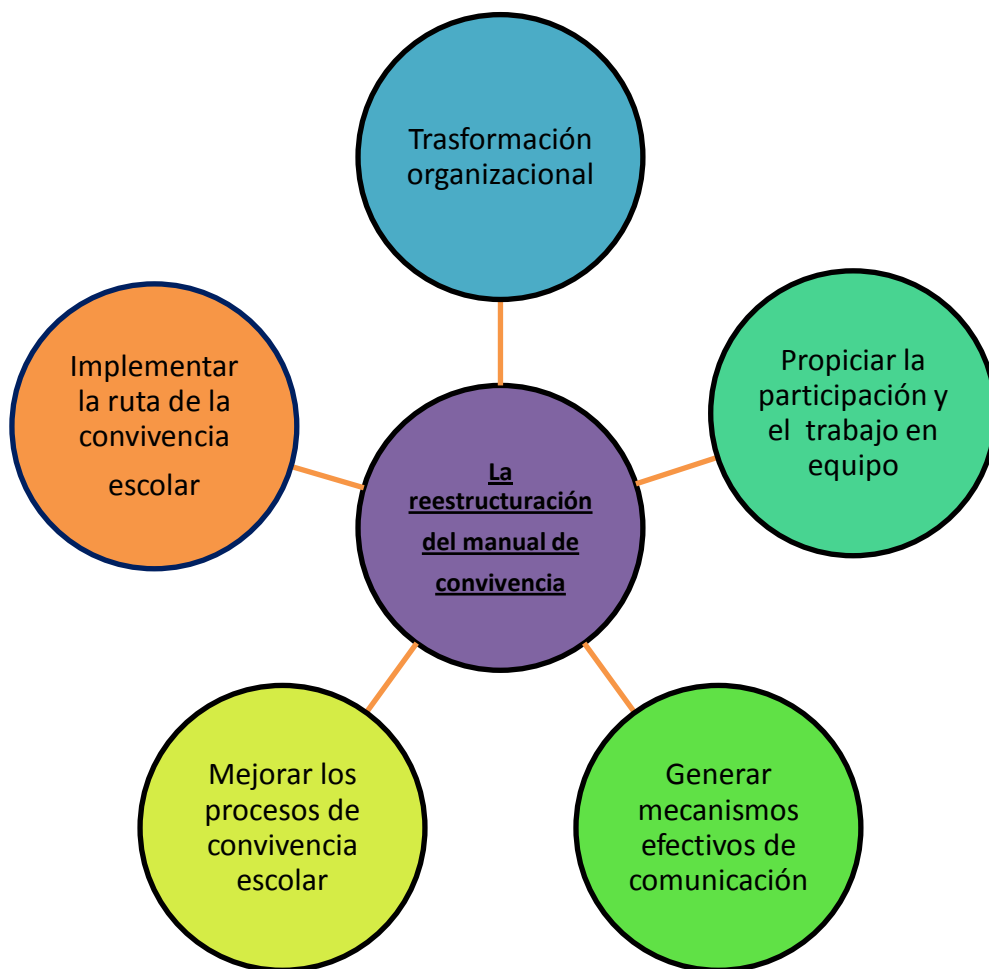 Trasformación
organizacional
Propiciar la
participación y
el trabajo en
equipo
Generar
mecanismos
efectivos de
comunicación
Mejorar los
procesos de
convivencia
escolar
Implementar
la ruta de la
convivencia
escolar
La
reestructuración
del manual de
convivencia